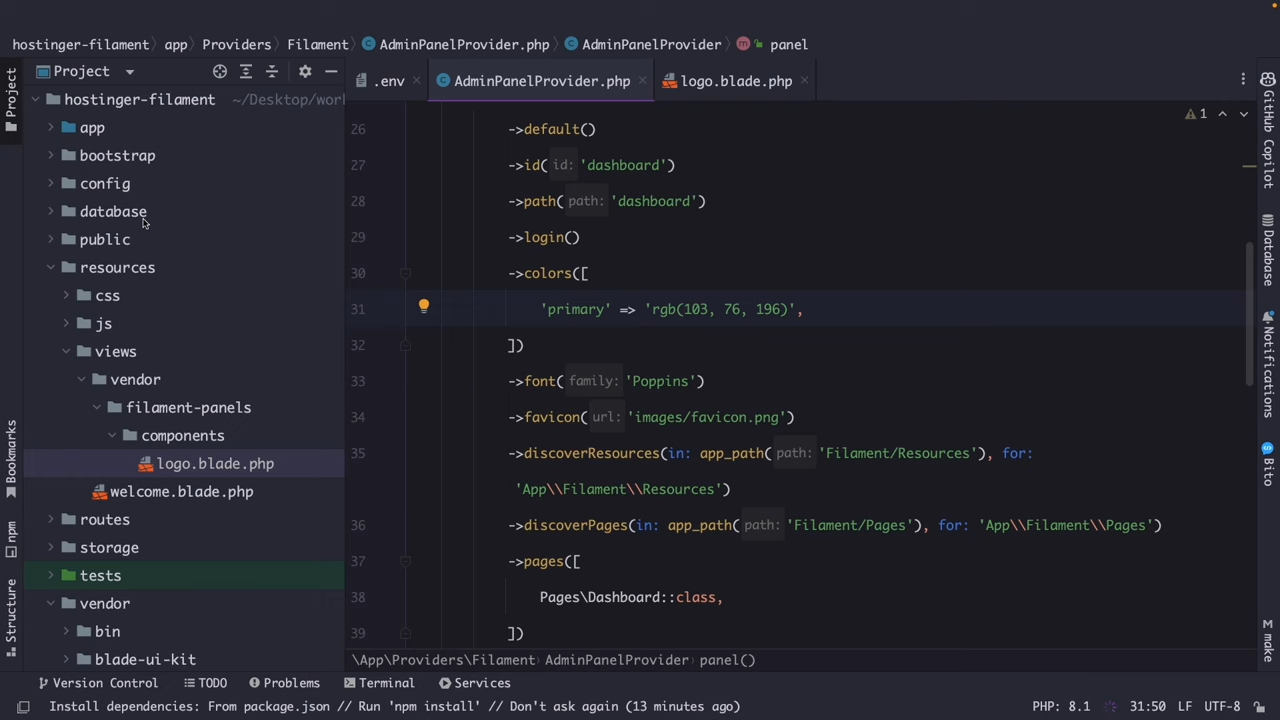 hostinger-filament app Providers Filament AdminPanelProvider.php AdminPanelProvider panel
Project
Project
.env
AdminPanelProvider.php
logo.blade.php
hostinger-filament ~/Desktop/wor
app
bootstrap
config
database
public
resources
css
js
views
vendor
filament-panels
components
logo.blade.php
welcome.blade.php
routes
storage
tests
vendor
bin
blade-ui-kit
Bookmarks
npm
Structure
1
26 ->default()
27 ->id( id: 'dashboard')
28 ->path( path: 'dashboard')
29 ->login()
30 ->colors([
31 'primary' => 'rgb(103, 76, 196)',
32 ])
33 ->font( family: 'Poppins')
34 ->favicon( url: 'images/favicon.png')
35 ->discoverResources(in: app_path( path: 'Filament/Resources'), for:
'App\\Filament\\Resources')
36 ->discoverPages(in: app_path( path: 'Filament/Pages'), for: 'App\\Filament\\Pages')
37 ->pages([
38 Pages\Dashboard::class,
39 ])
GitHub Copilot
Database
Notifications
Bito
make
\App\Providers\Filament AdminPanelProvider panel()
Version Control TODO Problems Terminal Services
Install dependencies: From package.json // Run 'npm install' // Don't ask again (13 minutes ago) PHP: 8.1 31:50 LF UTF-8